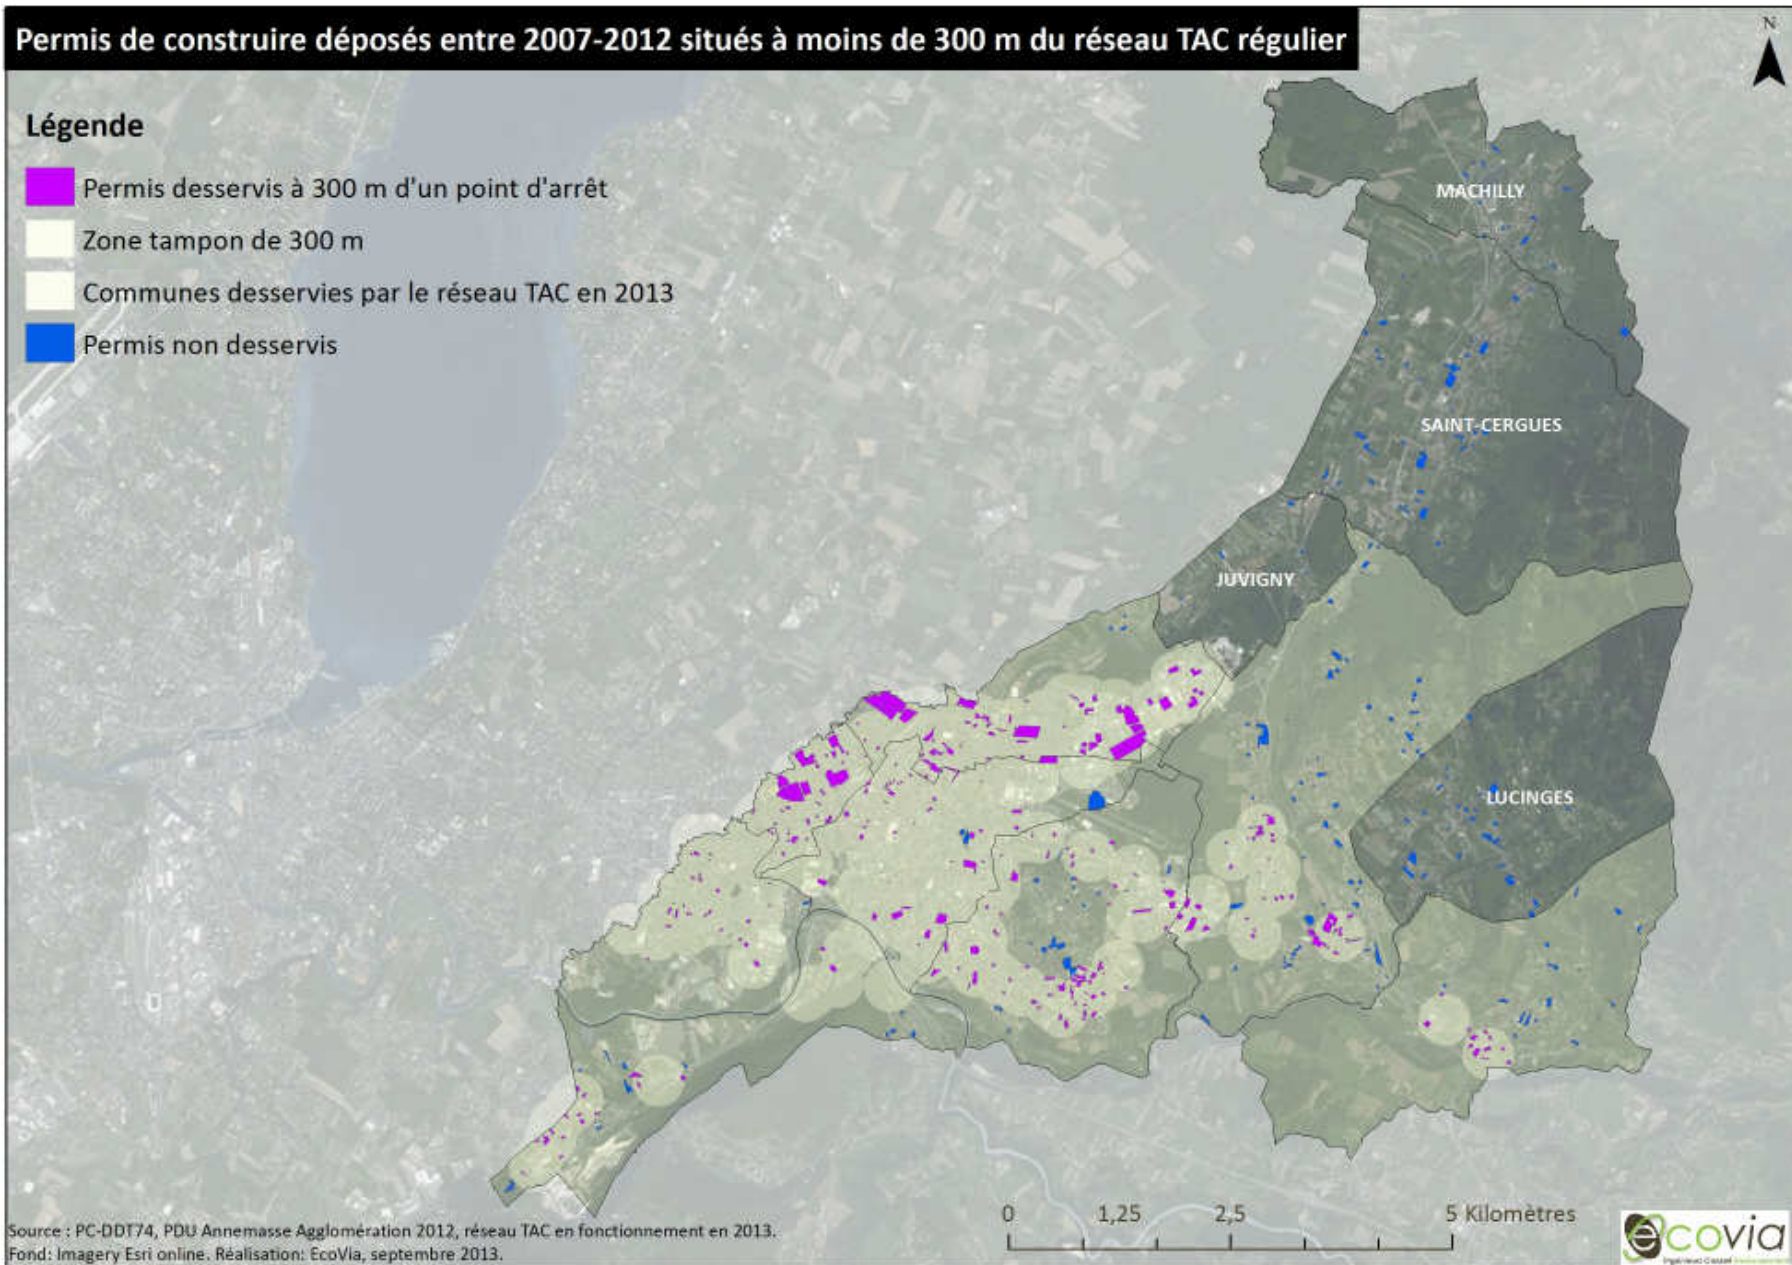 Permis de construire déposés entre 2007-2012 situés à moins de 300 m du réseau TAC régulier
N
Légende
Permis desservis à 300 m d'un point d'arrêt
Zone tampon de 300 m
Communes desservies par le réseau TAC en 2013
Permis non desservis
MACHILLY
SAINT-CERGUES
JUVIGNY
LUCINGES
0 1,25 2,5 5 Kilomètres
Source : PC-DDT74, PDU Annemasse Agglomération 2012, réseau TAC en fonctionnement en 2013.
Fond: Imagery Esri online. Réalisation: EcoVia, septembre 2013.
ecovia